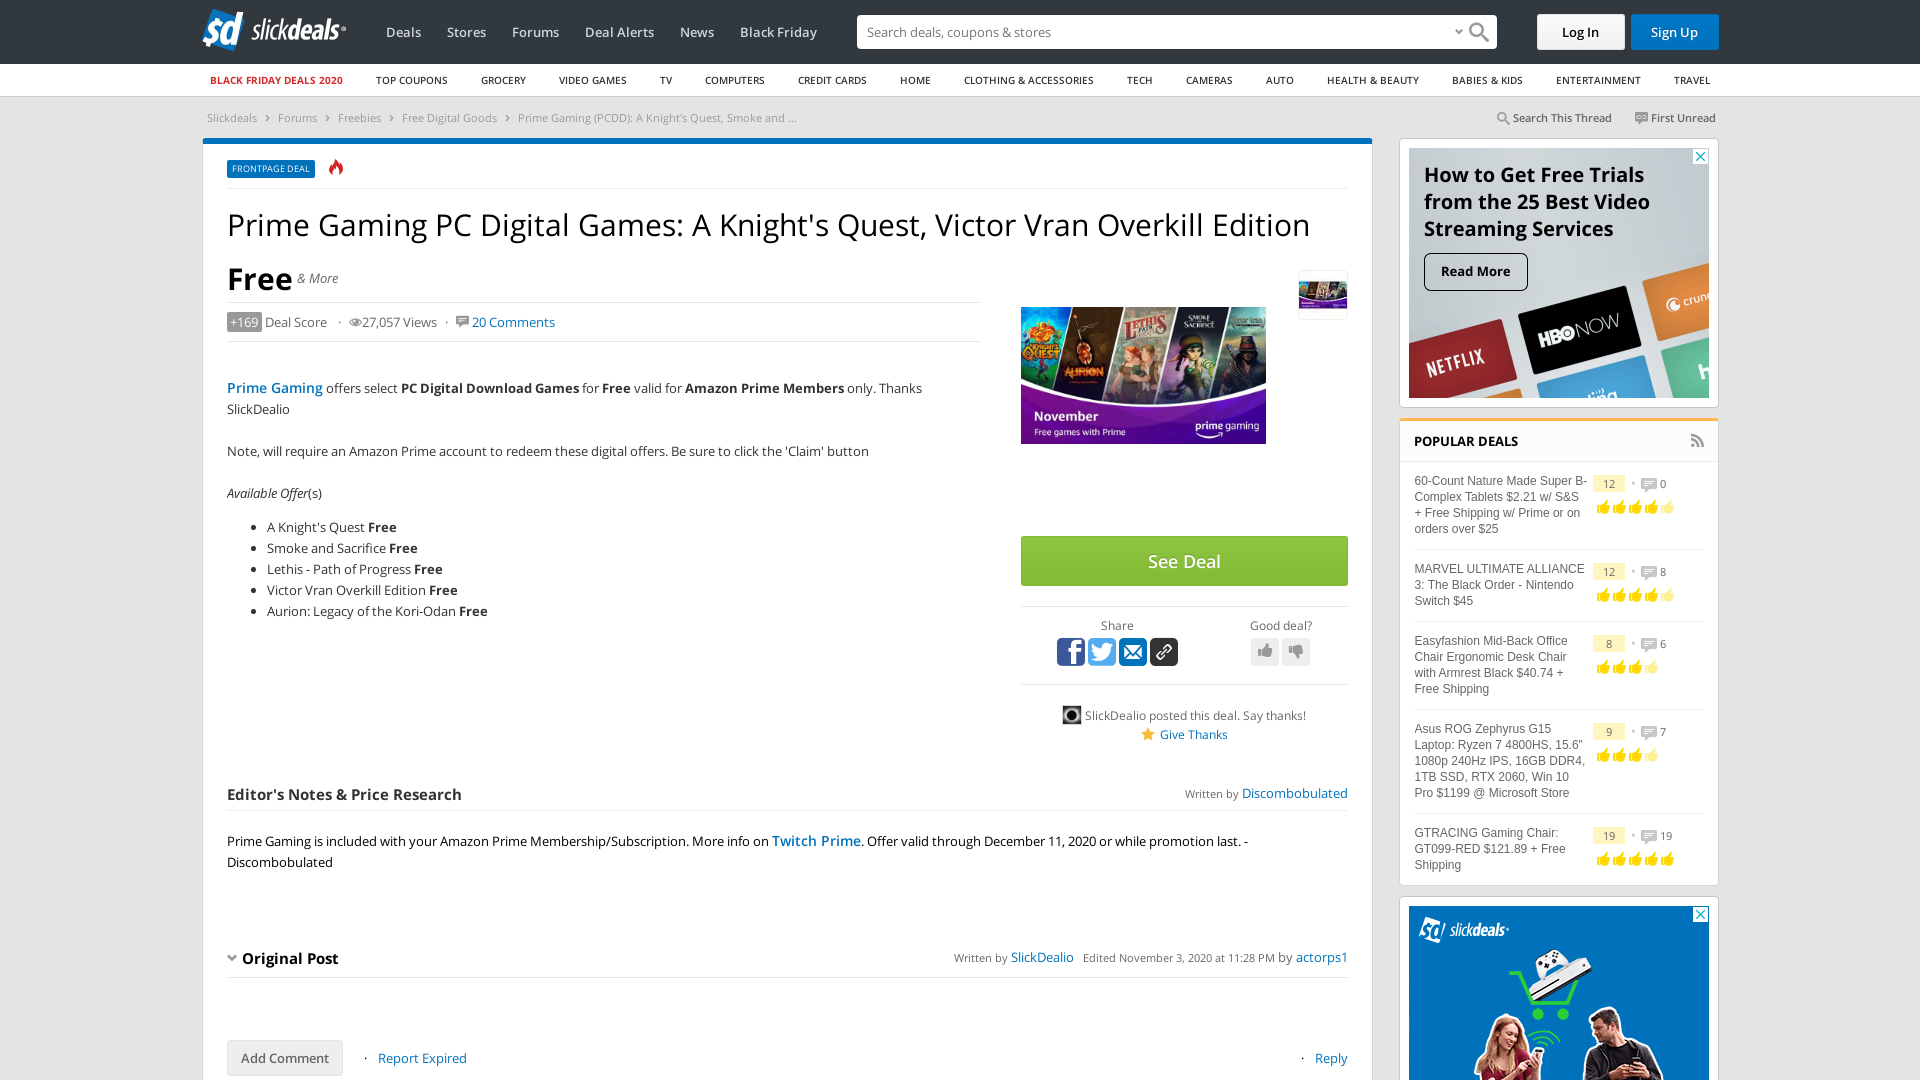 slickdeals
Deals
Stores
Forums
Deal Alerts
News
Black Friday
Search deals, coupons & stores
Log In
Sign Up
BLACK FRIDAY DEALS 2020
TOP COUPONS
GROCERY
VIDEO GAMES
TV
COMPUTERS
CREDIT CARDS
HOME
CLOTHING & ACCESSORIES
TECH
CAMERAS
AUTO
HEALTH & BEAUTY
BABIES & KIDS
ENTERTAINMENT
TRAVEL
Slickdeals > Forums > Freebies > Free Digital Goods > Prime Gaming (PCDD): A Knight's Quest, Smoke and ...
Search This Thread
First Unread
FRONTPAGE DEAL
Prime Gaming PC Digital Games: A Knight's Quest, Victor Vran Overkill Edition
Free & More
+169 Deal Score · 27,057 Views · 20 Comments
Prime Gaming offers select PC Digital Download Games for Free valid for Amazon Prime Members only. Thanks
SlickDealio
Note, will require an Amazon Prime account to redeem these digital offers. Be sure to click the 'Claim' button
Available Offer(s)
• A Knight's Quest Free
• Smoke and Sacrifice Free
• Lethis - Path of Progress Free
• Victor Vran Overkill Edition Free
• Aurion: Legacy of the Kori-Odan Free
KNIGHT'S QUEST
AURION
LETHIS
SMOKE AND SACRIFICE
November
Free games with Prime
prime gaming
See Deal
Share
Good deal?
SlickDealio posted this deal. Say thanks!
Give Thanks
Editor's Notes & Price Research
Written by Discombobulated
Prime Gaming is included with your Amazon Prime Membership/Subscription. More info on Twitch Prime. Offer valid through December 11, 2020 or while promotion last. -
Discombobulated
Original Post
Written by SlickDealio Edited November 3, 2020 at 11:28 PM by actorps1
Add Comment
· Report Expired
· Reply
How to Get Free Trials
from the 25 Best Video
Streaming Services
Read More
NETFLIX
HBO NOW
crun
POPULAR DEALS
60-Count Nature Made Super B-
Complex Tablets $2.21 w/ S&S
+ Free Shipping w/ Prime or on
orders over $25
12 • 0
MARVEL ULTIMATE ALLIANCE
3: The Black Order - Nintendo
Switch $45
12 • 8
Easyfashion Mid-Back Office
Chair Ergonomic Desk Chair
with Armrest Black $40.74 +
Free Shipping
8 • 6
Asus ROG Zephyrus G15
Laptop: Ryzen 7 4800HS, 15.6"
1080p 240Hz IPS, 16GB DDR4,
1TB SSD, RTX 2060, Win 10
Pro $1199 @ Microsoft Store
9 • 7
GTRACING Gaming Chair:
GT099-RED $121.89 + Free
Shipping
19 • 19
slickdeals